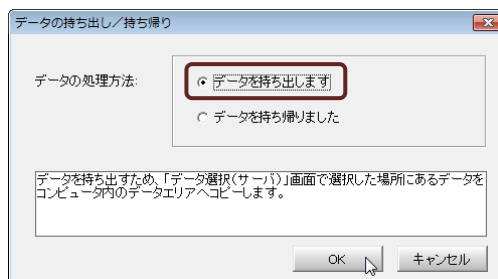 データの持ち出し／持ち帰り
データの処理方法:
データを持ち出します
データを持ち帰りました
データを持ち出すため、「データ選択(サーバ)」画面で選択した場所にあるデータを
コンピュータ内のデータエリアへコピーします。
OK
キャンセル